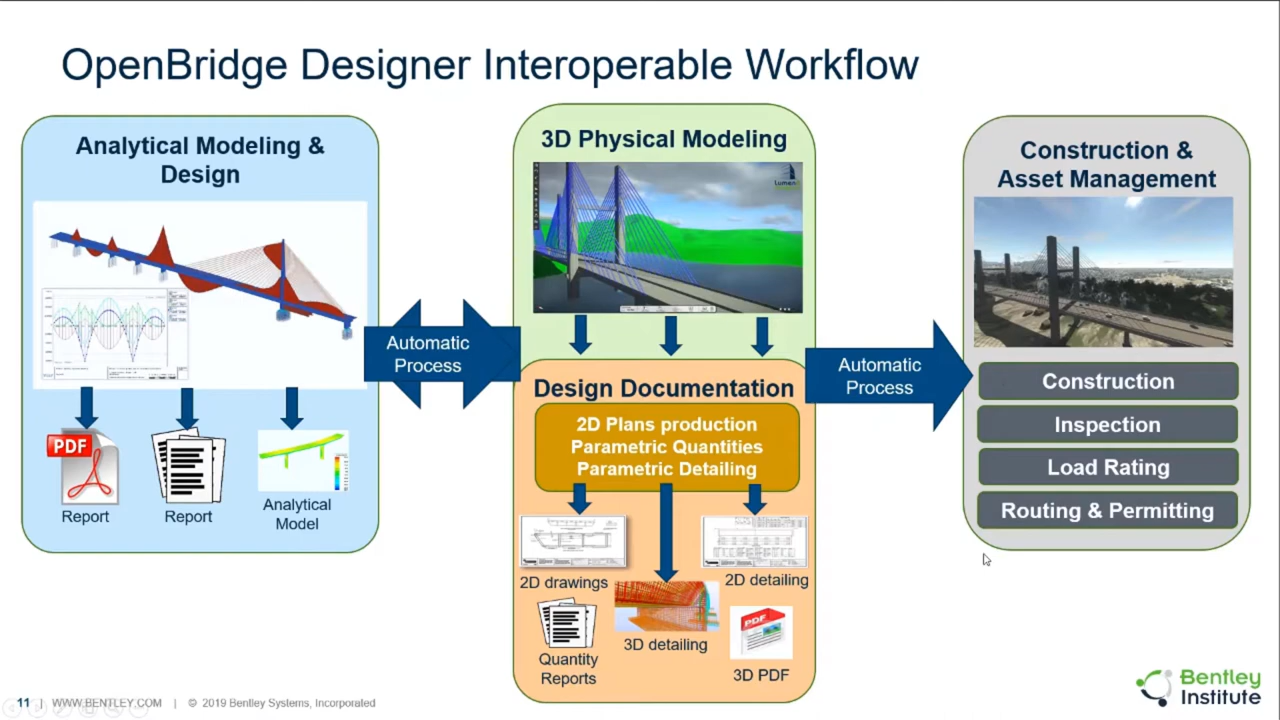 OpenBridge Designer Interoperable Workflow
Analytical Modeling &
Design
PDF
Report
Report
Analytical
Model
Automatic
Process
3D Physical Modeling
Lumen
Design Documentation
2D Plans production
Parametric Quantities
Parametric Detailing
2D drawings
2D detailing
3D detailing
Quantity
Reports
PDF
3D PDF
Automatic
Process
Construction &
Asset Management
Construction
Inspection
Load Rating
Routing & Permitting
11 | WWW.BENTLEY.COM | © 2019 Bentley Systems, Incorporated
Bentley
Institute